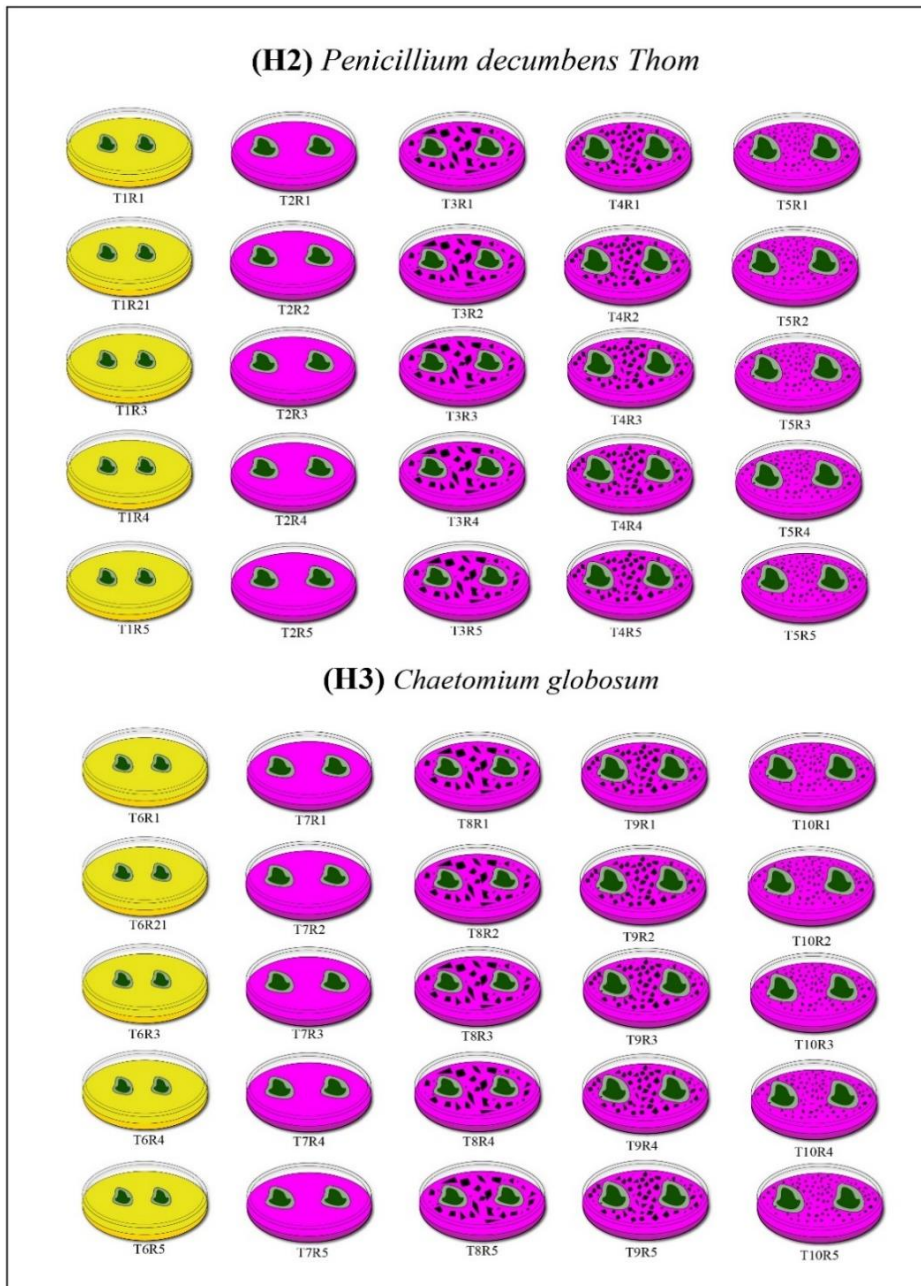 (H2) Penicillium decumbens Thom
T1R1 T2R1 T3R1 T4R1 T5R1
T1R21 T2R2 T3R2 T4R2 T5R2
T1R3 T2R3 T3R3 T4R3 T5R3
T1R4 T2R4 T3R4 T4R4 T5R4
T1R5 T2R5 T3R5 T4R5 T5R5
(H3) Chaetomium globosum
T6R1 T7R1 T8R1 T9R1 T10R1
T6R21 T7R2 T8R2 T9R2 T10R2
T6R3 T7R3 T8R3 T9R3 T10R3
T6R4 T7R4 T8R4 T9R4 T10R4
T6R5 T7R5 T8R5 T9R5 T10R5